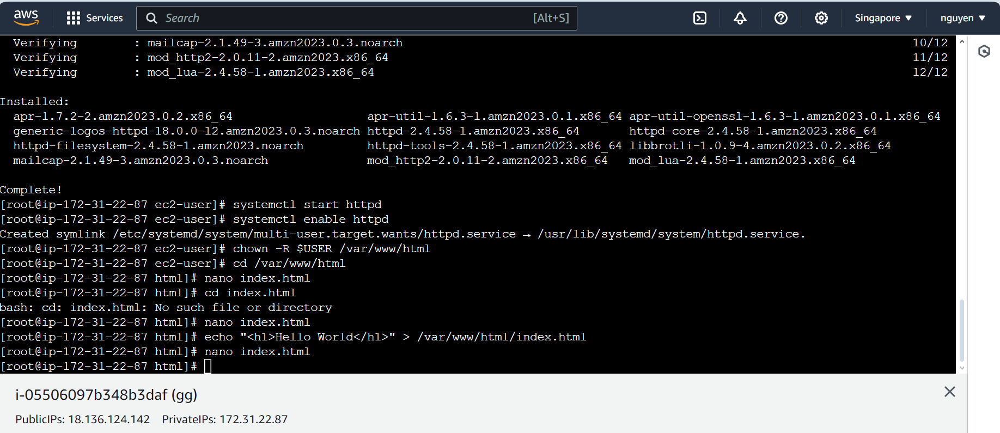 aws Services Search [Alt+S] Singapore ▼ nguyen ▼
Verifying : mailcap-2.1.49-3.amzn2023.0.3.noarch 10/12
Verifying : mod_http2-2.0.11-2.amzn2023.x86_64 11/12
Verifying : mod_lua-2.4.58-1.amzn2023.x86_64 12/12
Installed:
apr-1.7.2-2.amzn2023.0.2.x86_64 apr-util-1.6.3-1.amzn2023.0.1.x86_64 apr-util-openssl-1.6.3-1.amzn2023.0.1.x86_64
generic-logos-httpd-18.0.0-12.amzn2023.0.3.noarch httpd-2.4.58-1.amzn2023.x86_64 httpd-core-2.4.58-1.amzn2023.x86_64
httpd-filesystem-2.4.58-1.amzn2023.noarch httpd-tools-2.4.58-1.amzn2023.x86_64 libbrotli-1.0.9-4.amzn2023.0.2.x86_64
mailcap-2.1.49-3.amzn2023.0.3.noarch mod_http2-2.0.11-2.amzn2023.x86_64 mod_lua-2.4.58-1.amzn2023.x86_64
Complete!
[root@ip-172-31-22-87 ec2-user]# systemctl start httpd
[root@ip-172-31-22-87 ec2-user]# systemctl enable httpd
Created symlink /etc/systemd/system/multi-user.target.wants/httpd.service → /usr/lib/systemd/system/httpd.service.
[root@ip-172-31-22-87 ec2-user]# chown -R $USER /var/www/html
[root@ip-172-31-22-87 ec2-user]# cd /var/www/html
[root@ip-172-31-22-87 html]# nano index.html
[root@ip-172-31-22-87 html]# cd index.html
bash: cd: index.html: No such file or directory
[root@ip-172-31-22-87 html]# nano index.html
[root@ip-172-31-22-87 html]# echo "<h1>Hello World</h1>" > /var/www/html/index.html
[root@ip-172-31-22-87 html]# nano index.html
[root@ip-172-31-22-87 html]#
i-05506097b348b3daf (gg)
PublicIPs: 18.136.124.142 PrivateIPs: 172.31.22.87